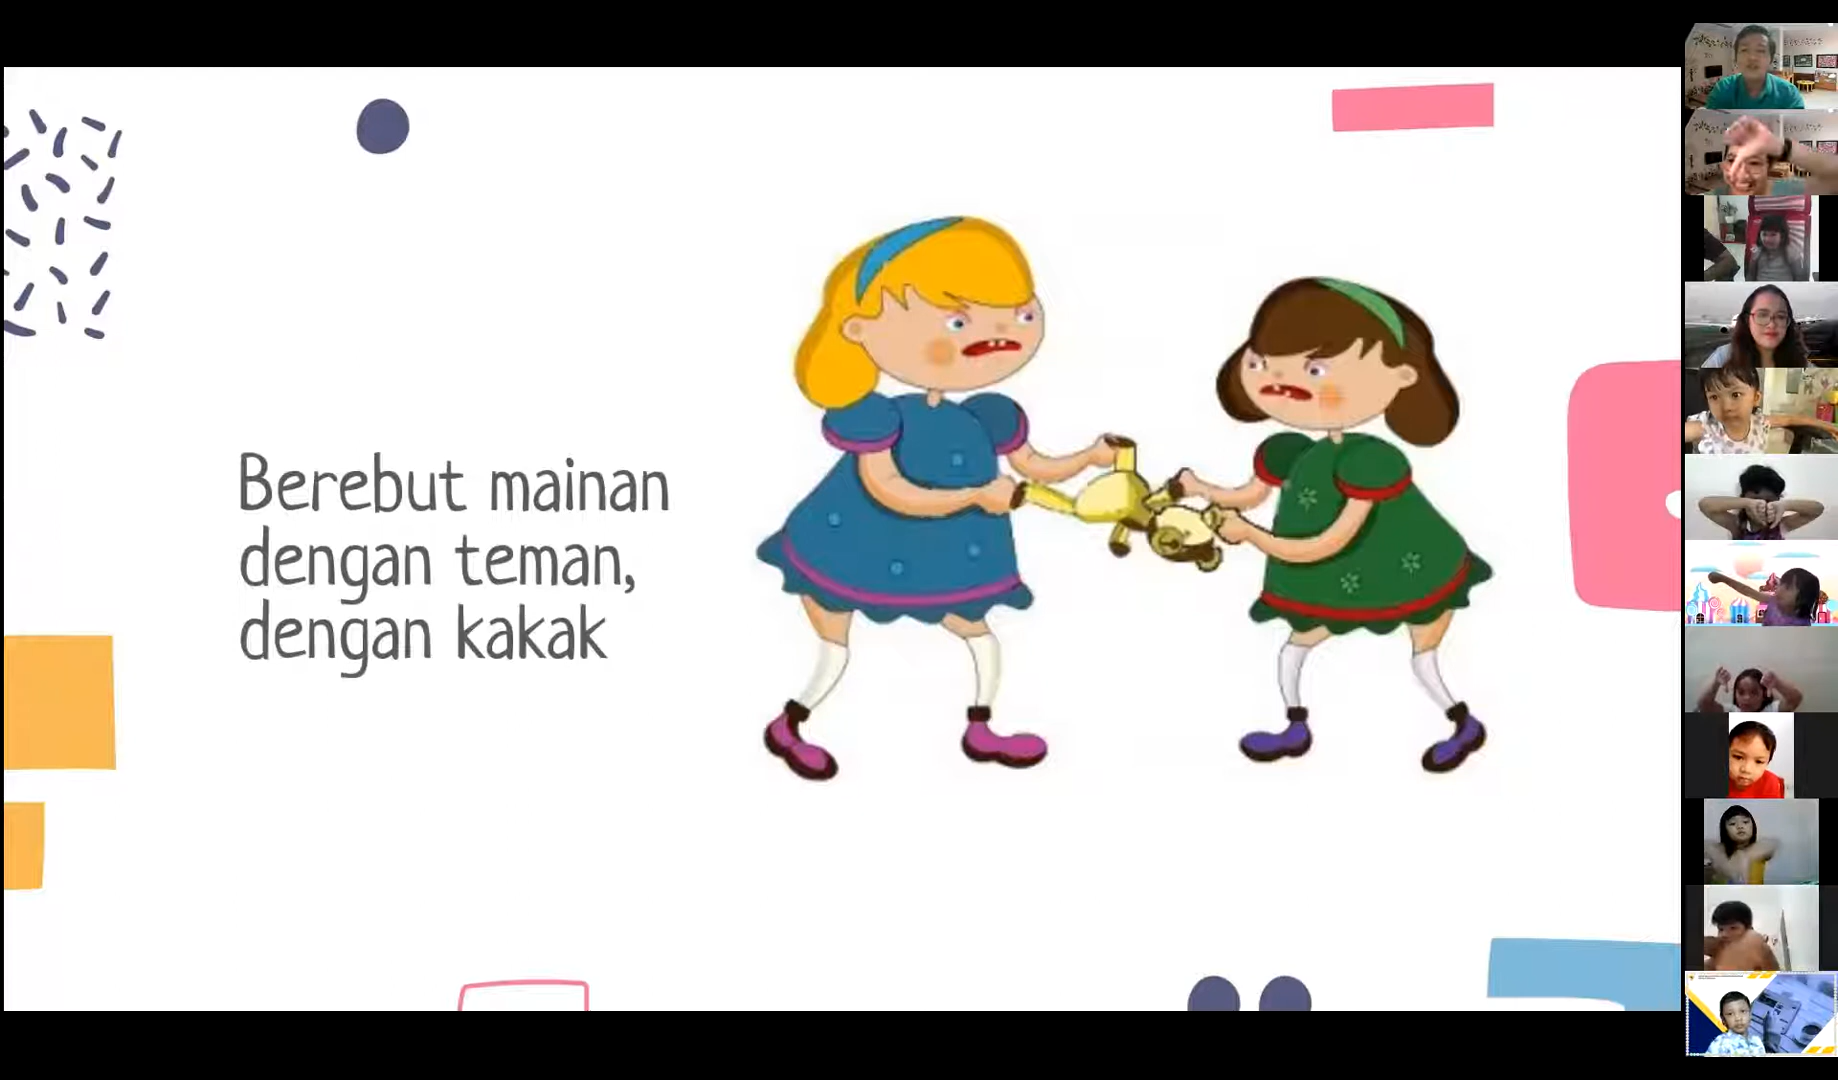 Berebut mainan
dengan teman,
dengan kakak